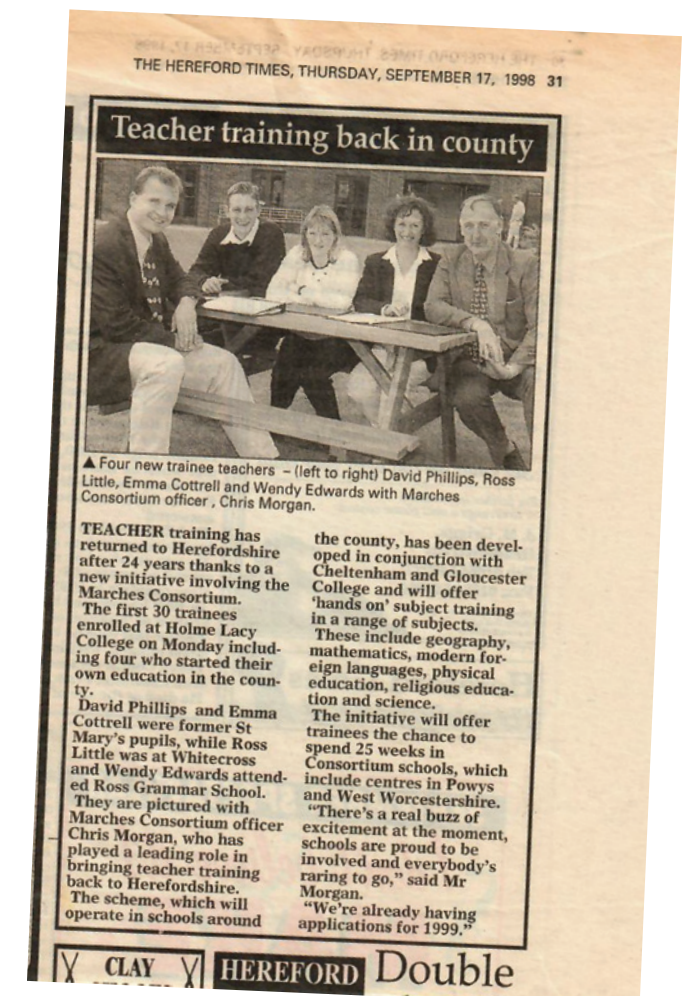 THE HEREFORD TIMES, THURSDAY, SEPTEMBER 17, 1998 31
Teacher training back in county
▲ Four new trainee teachers – (left to right) David Phillips, Ross
Little, Emma Cottrell and Wendy Edwards with Marches
Consortium officer , Chris Morgan.
TEACHER training has
returned to Herefordshire
after 24 years thanks to a
new initiative involving the
Marches Consortium.
The first 30 trainees
enrolled at Holme Lacy
College on Monday includ-
ing four who started their
own education in the coun-
ty.
David Phillips and Emma
Cottrell were former St
Mary's pupils, while Ross
Little was at Whitecross
and Wendy Edwards attend-
ed Ross Grammar School.
They are pictured with
Marches Consortium officer
Chris Morgan, who has
played a leading role in
bringing teacher training
back to Herefordshire.
The scheme, which will
operate in schools around
the county, has been devel-
oped in conjunction with
Cheltenham and Gloucester
College and will offer
'hands on' subject training
in a range of subjects.
These include geography,
mathematics, modern for-
eign languages, physical
education, religious educa-
tion and science.
The initiative will offer
trainees the chance to
spend 25 weeks in
Consortium schools, which
include centres in Powys
and West Worcestershire.
"There's a real buzz of
excitement at the moment,
schools are proud to be
involved and everybody's
raring to go," said Mr
Morgan.
"We're already having
applications for 1999."
CLAY
HEREFORD
Double